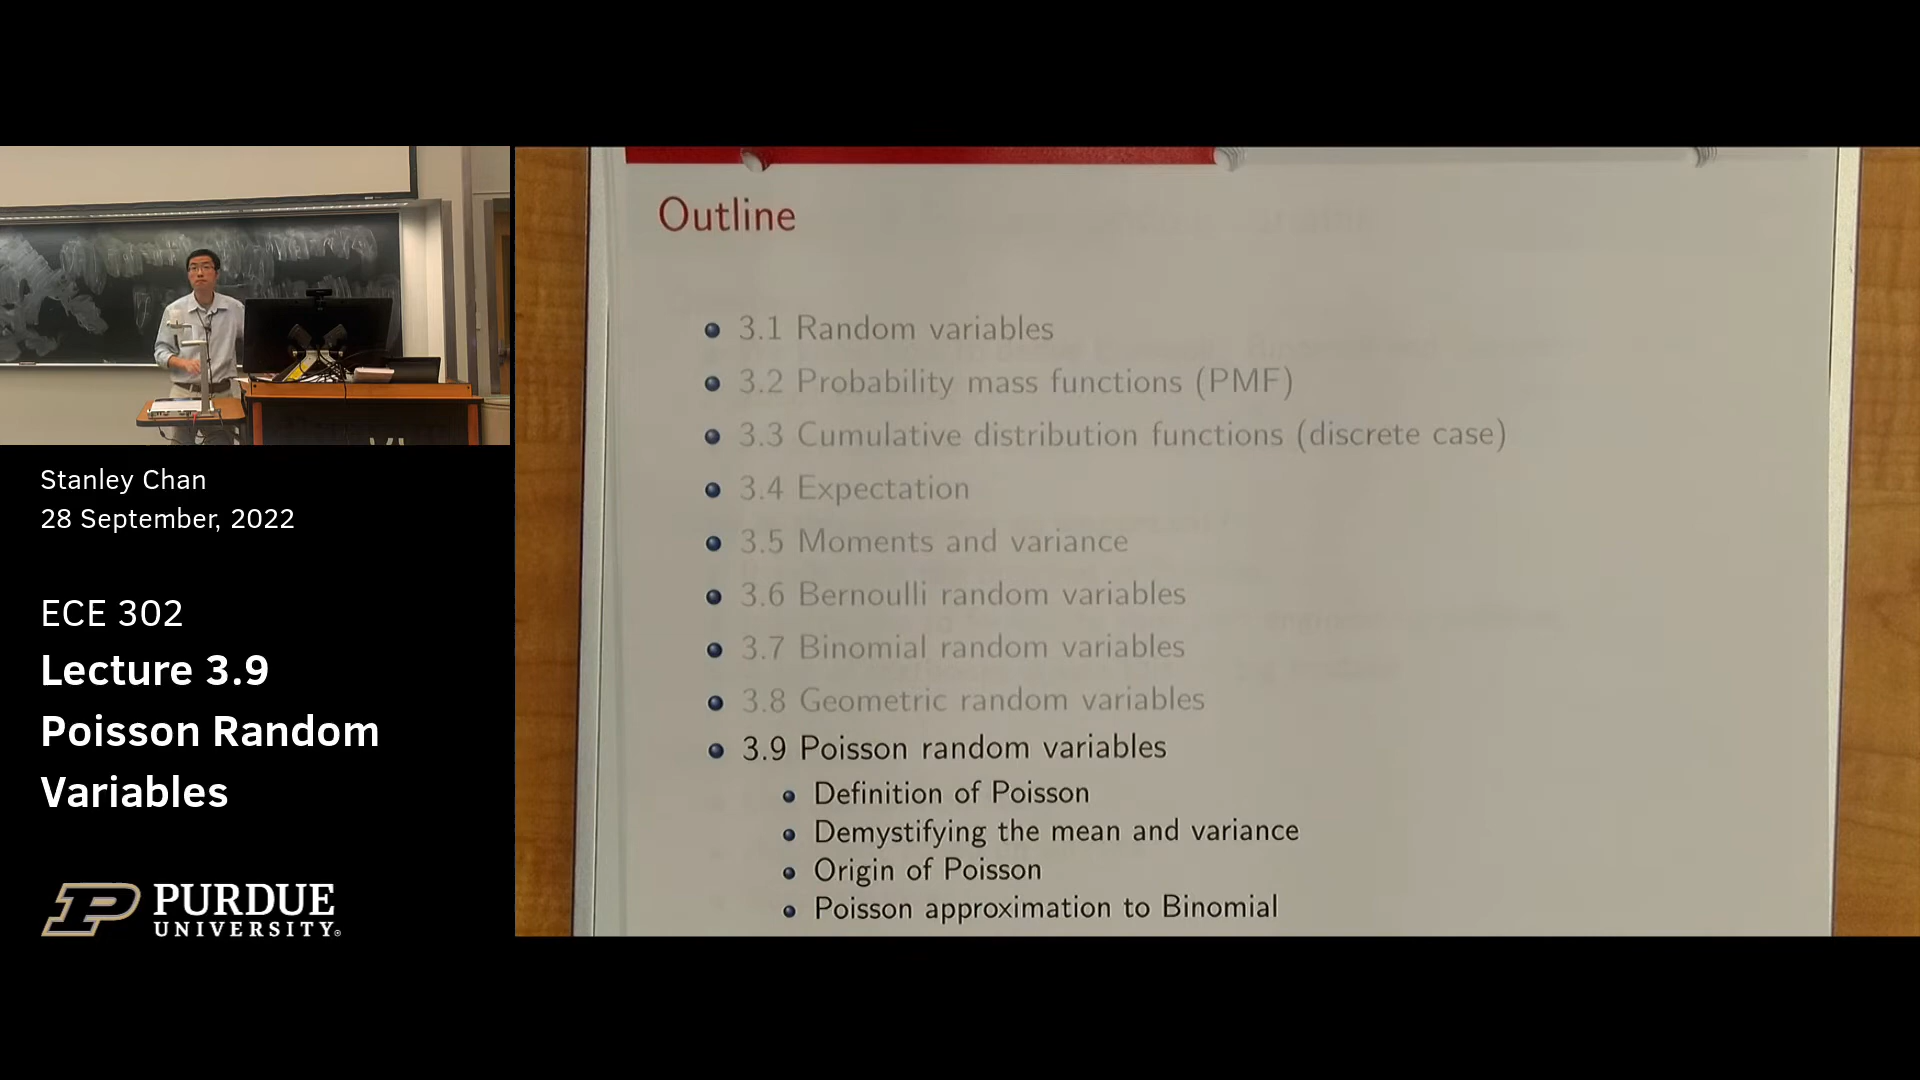 Stanley Chan
28 September, 2022
ECE 302
Lecture 3.9
Poisson Random
Variables
PURDUE
UNIVERSITY®
Outline
3.1 Random variables
3.2 Probability mass functions (PMF)
3.3 Cumulative distribution functions (discrete case)
3.4 Expectation
3.5 Moments and variance
3.6 Bernoulli random variables
3.7 Binomial random variables
3.8 Geometric random variables
3.9 Poisson random variables
Definition of Poisson
Demystifying the mean and variance
Origin of Poisson
Poisson approximation to Binomial